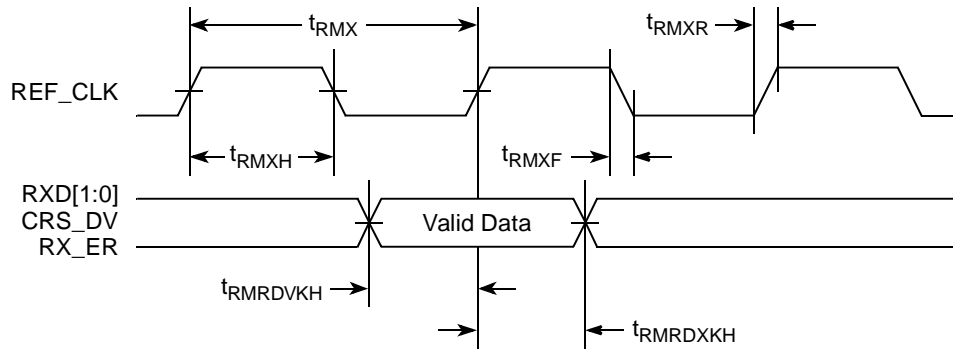 tRMX
tRMXR
REF_CLK
tRMXH
tRMXF
RXD[1:0]
CRS_DV
RX_ER
Valid Data
tRMRDVKH
tRMRDXKH